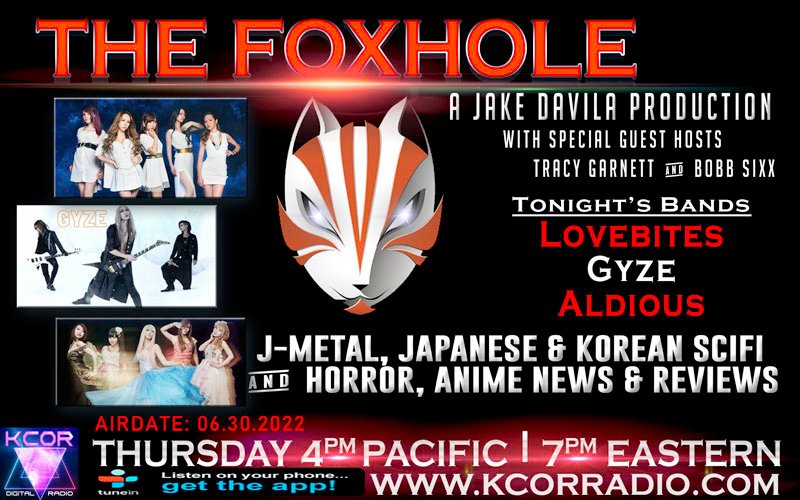 THE FOXHOLE
A JAKE DAVILA PRODUCTION
WITH SPECIAL GUEST HOSTS
TRACY GARNETT AND BOBB SIXX
TONIGHT'S BANDS
LOVEBITES
GYZE
ALDIOUS
GYZE
J-METAL, JAPANESE & KOREAN SCIFI
AND HORROR, ANIME NEWS & REVIEWS
AIRDATE: 06.30.2022
THURSDAY 4PM PACIFIC | 7PM EASTERN
KCOR
DIGITAL RADIO
tunein
Listen on your phone...
get the app!
WWW.KCORRADIO.COM